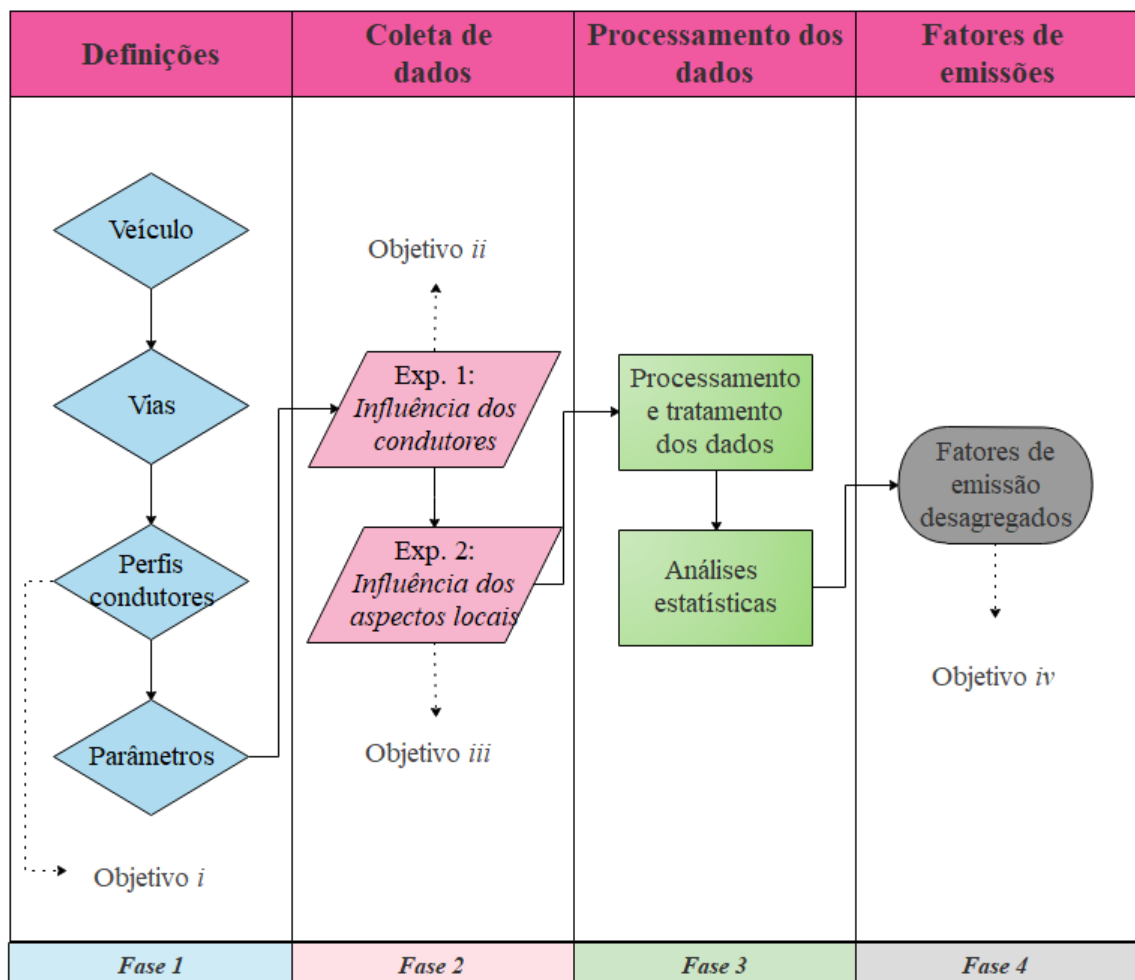 Definições
Coleta de
dados
Processamento dos
dados
Fatores de
emissões
Veículo
Vias
Perfis
condutores
Parâmetros
Objetivo i
Objetivo ii
Exp. 1:
Influência dos
condutores
Exp. 2:
Influência dos
aspectos locais
Objetivo iii
Processamento
e tratamento
dos dados
Análises
estatísticas
Fatores de
emissão
desagregados
Objetivo iv
Fase 1
Fase 2
Fase 3
Fase 4